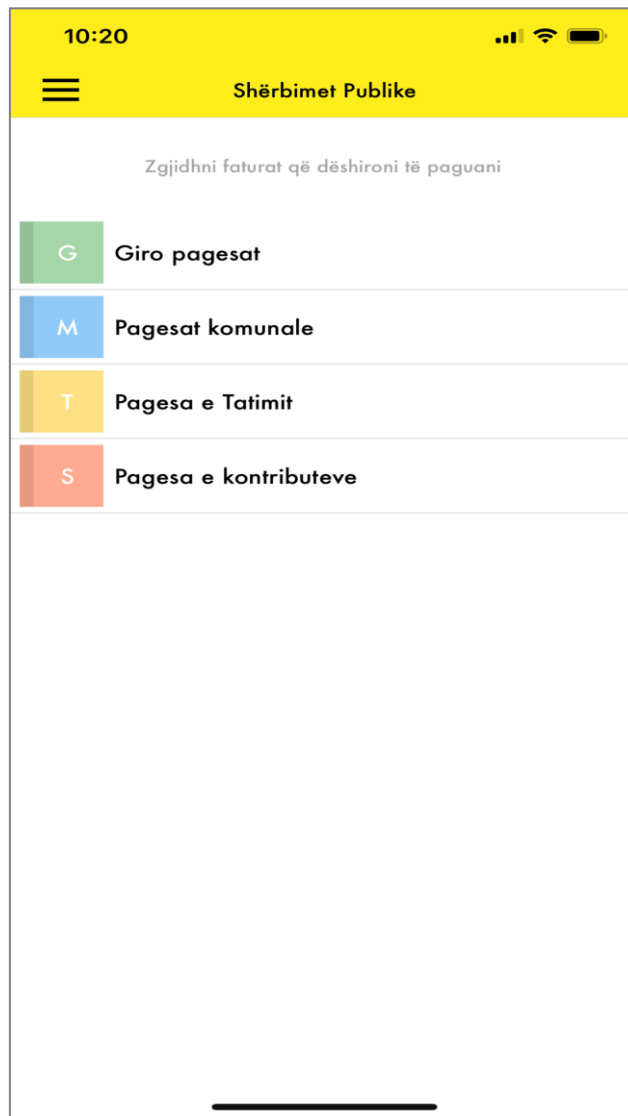 10:20
Shërbimet Publike
Zgjidhni faturat që dëshironi të paguani
G Giro pagesat
M Pagesat komunale
T Pagesa e Tatimit
S Pagesa e kontributeve